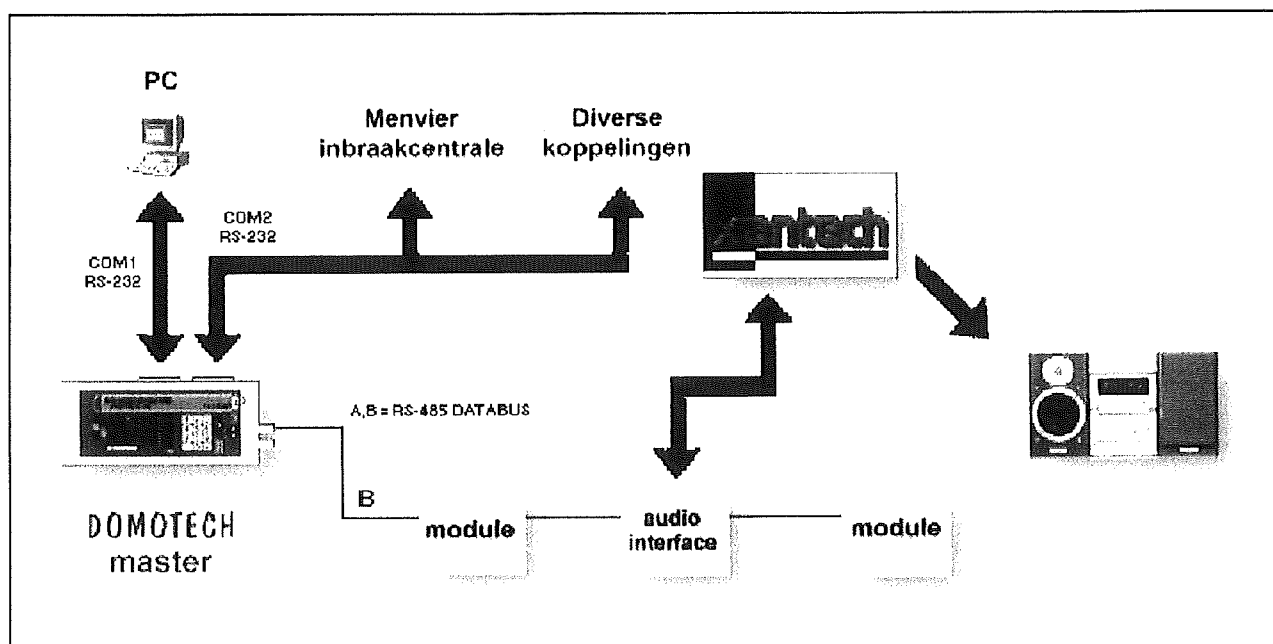 PC
Menvier
inbraakcentrale
Diverse
koppelingen
COM2
RS-232
COM1
RS-232
A,B = RS-485 DATABUS
B
DOMOTECH
master
module
audio
interface
module